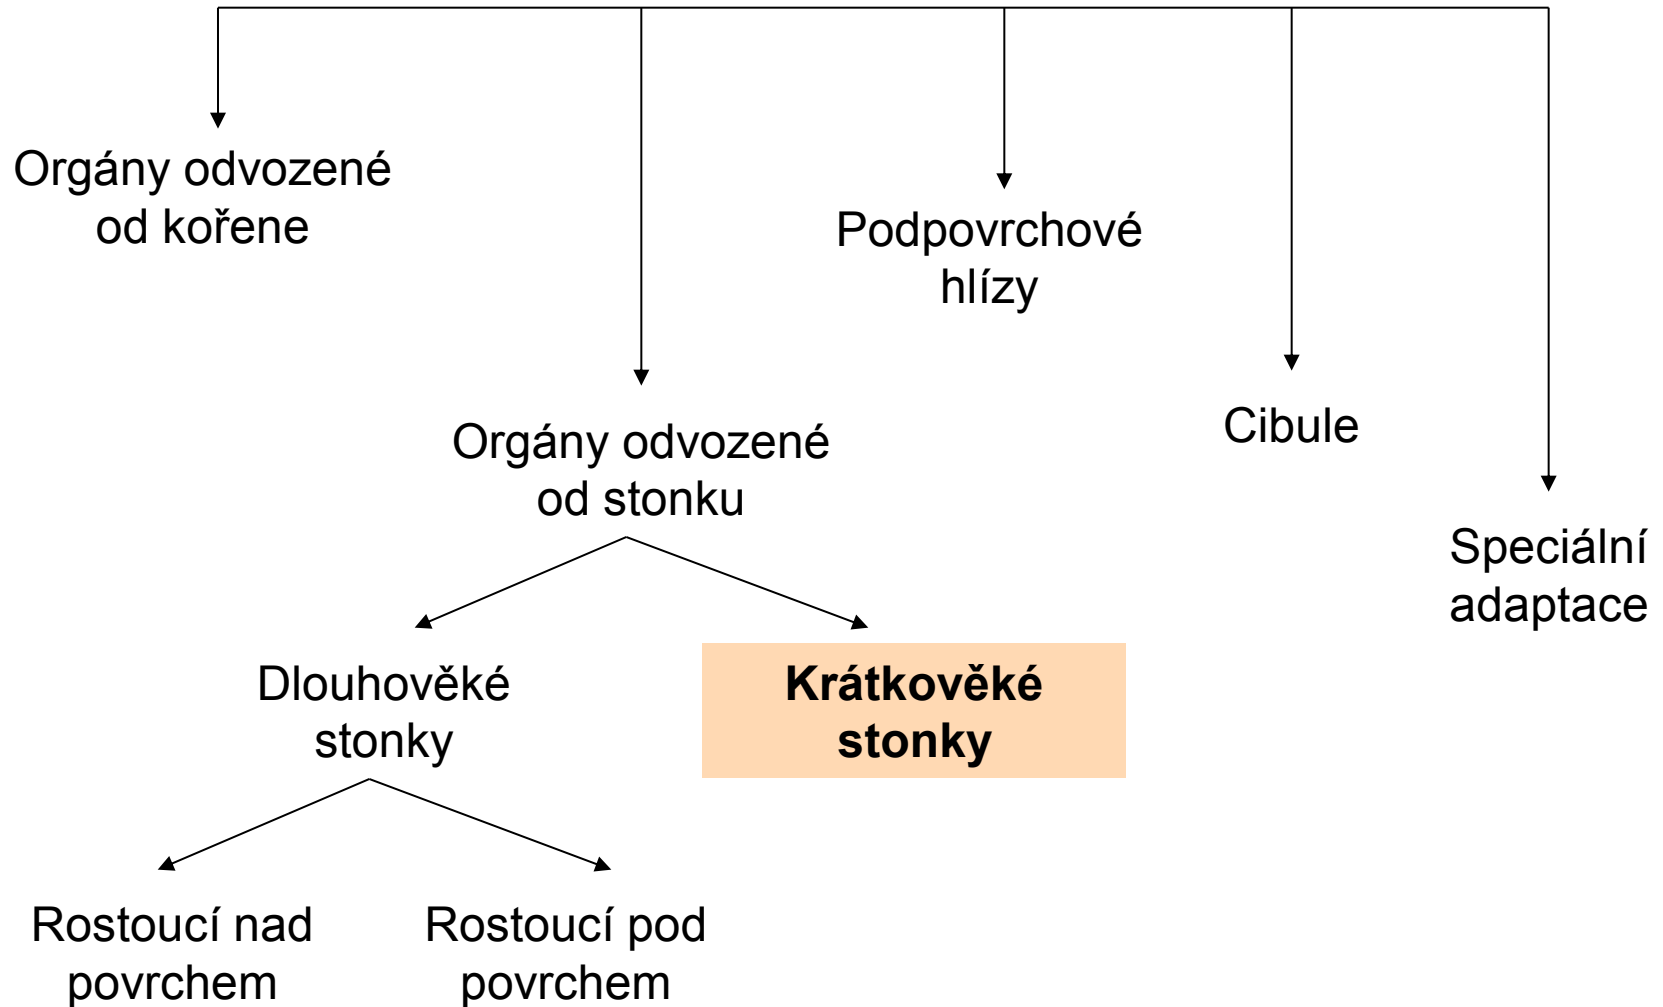 Orgány odvozené
od kořene
Podpovrchové
hlízy
Cibule
Orgány odvozené
od stonku
Speciální
adaptace
Dlouhověké
stonky
Krátkověké
stonky
Rostoucí nad
povrchem
Rostoucí pod
povrchem